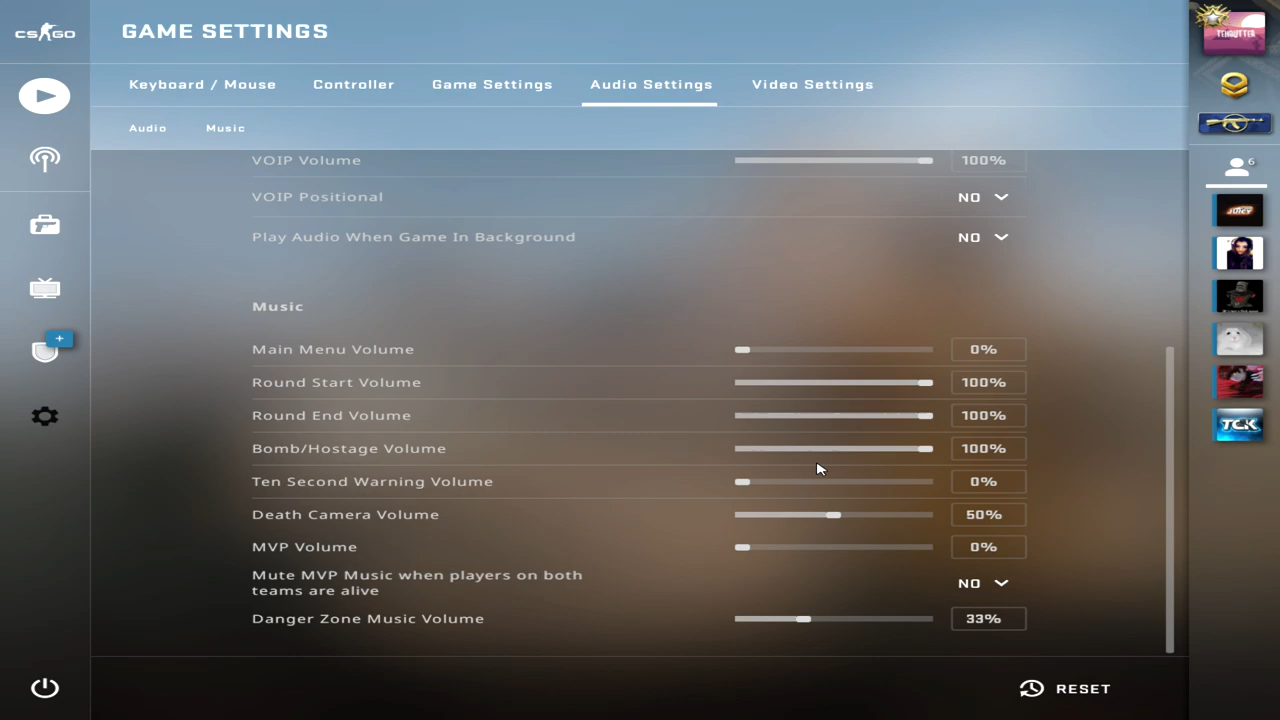 CS GO
GAME SETTINGS
TENBUTTER
Keyboard / Mouse Controller Game Settings Audio Settings Video Settings
Audio Music
VOIP Volume 100%
VOIP Positional NO
Play Audio When Game In Background NO
Music
Main Menu Volume 0%
Round Start Volume 100%
Round End Volume 100%
Bomb/Hostage Volume 100%
Ten Second Warning Volume 0%
Death Camera Volume 50%
MVP Volume 0%
Mute MVP Music when players on both
teams are alive NO
Danger Zone Music Volume 33%
RESET
+
6
JUICY
TCK